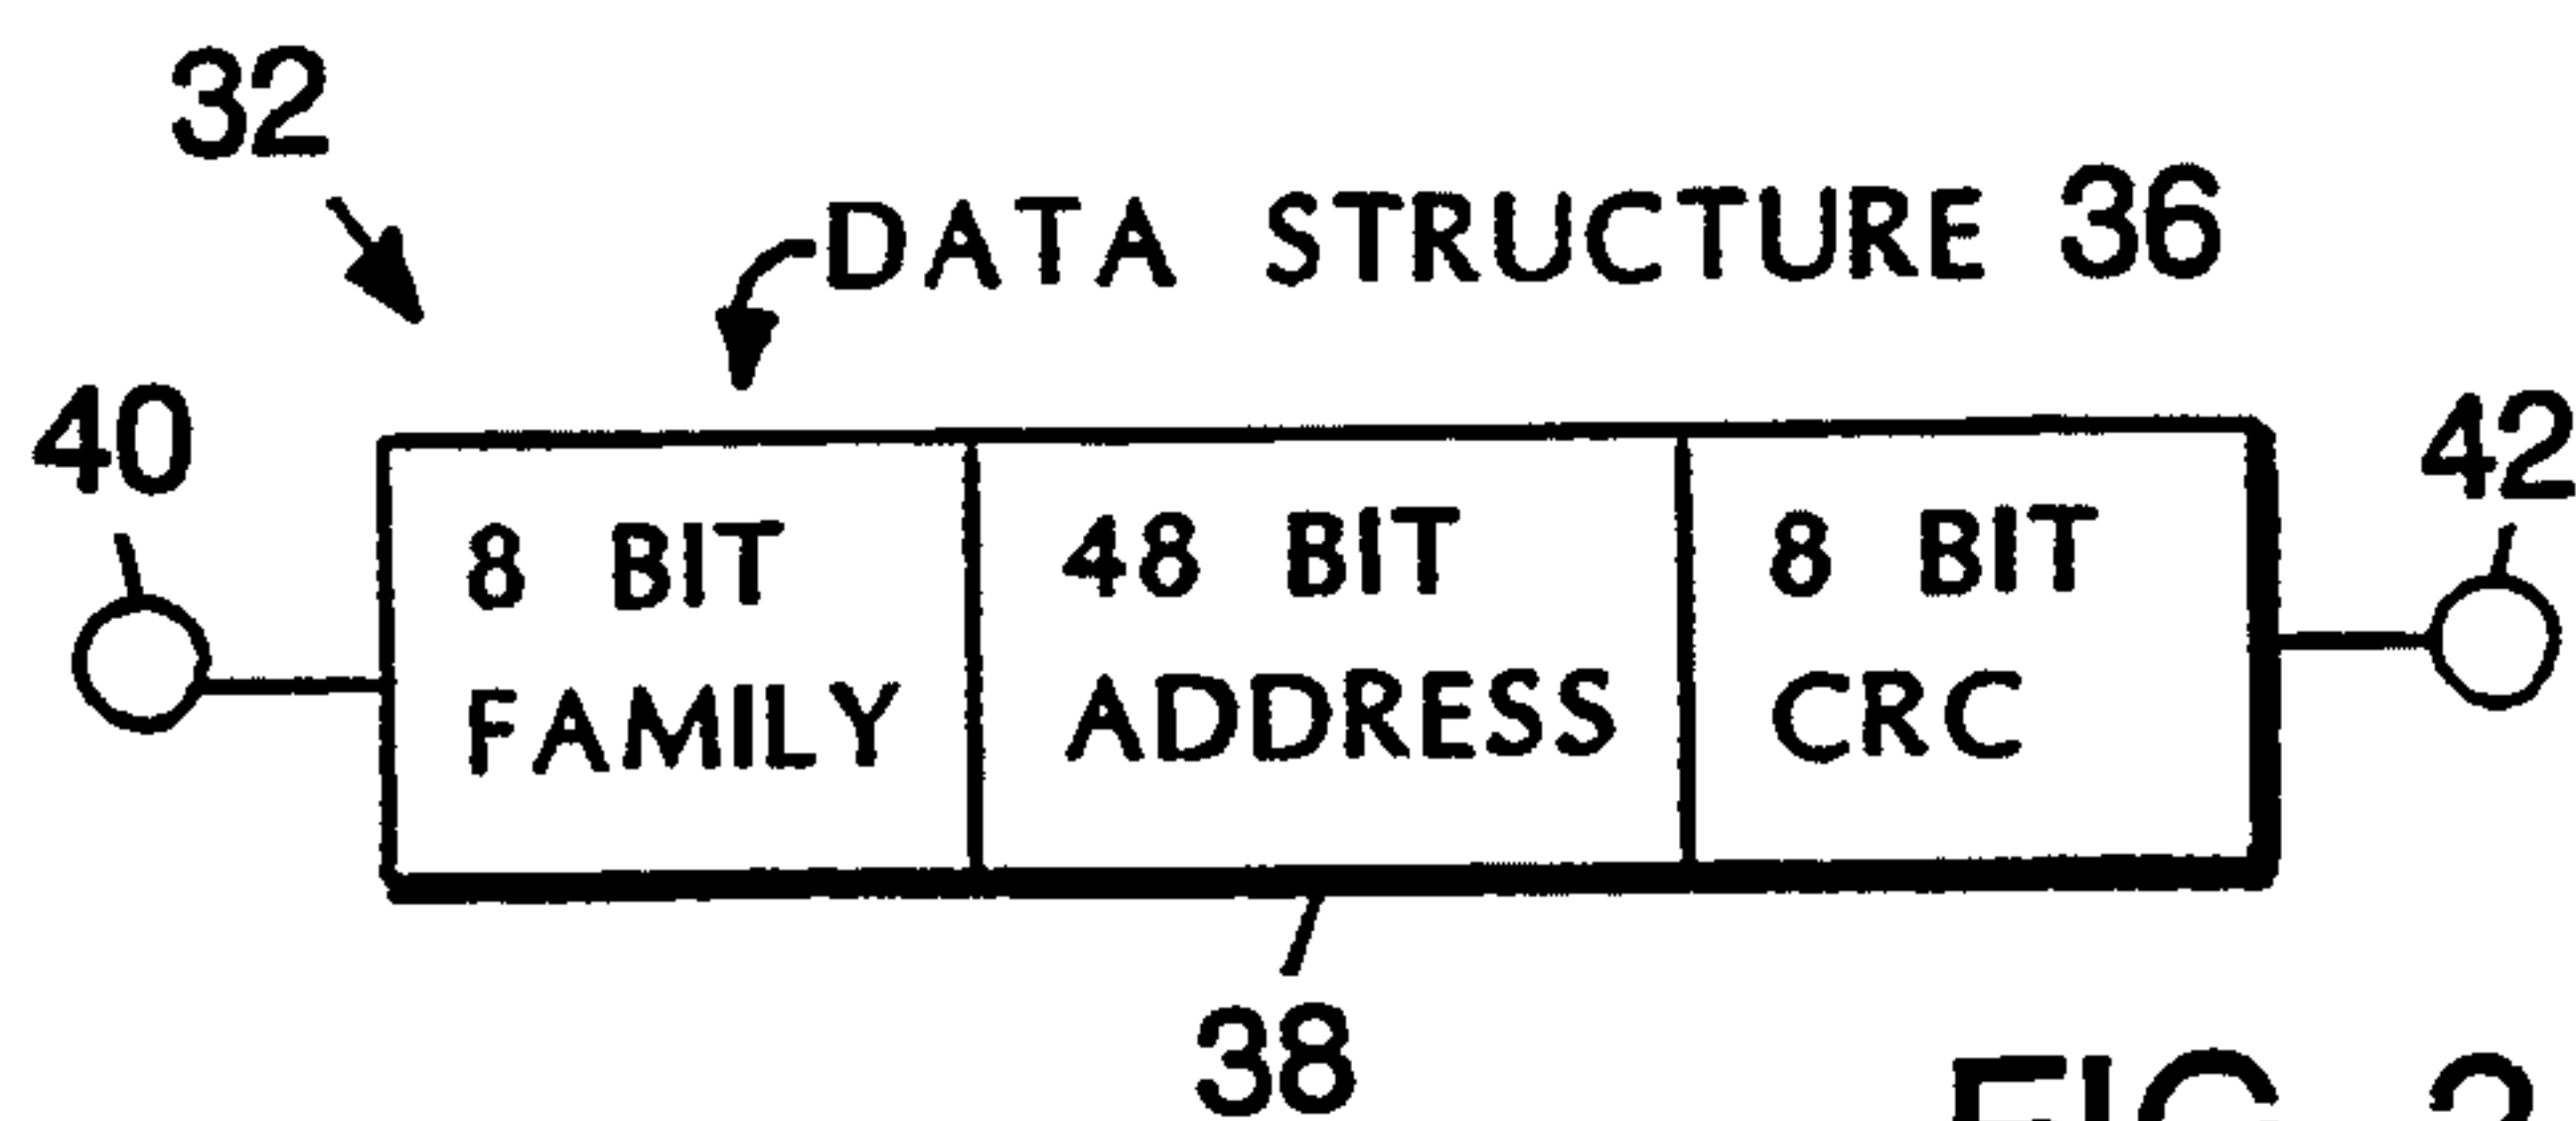 32
DATA STRUCTURE 36
40
42
8 BIT
FAMILY
48 BIT
ADDRESS
8 BIT
CRC
38